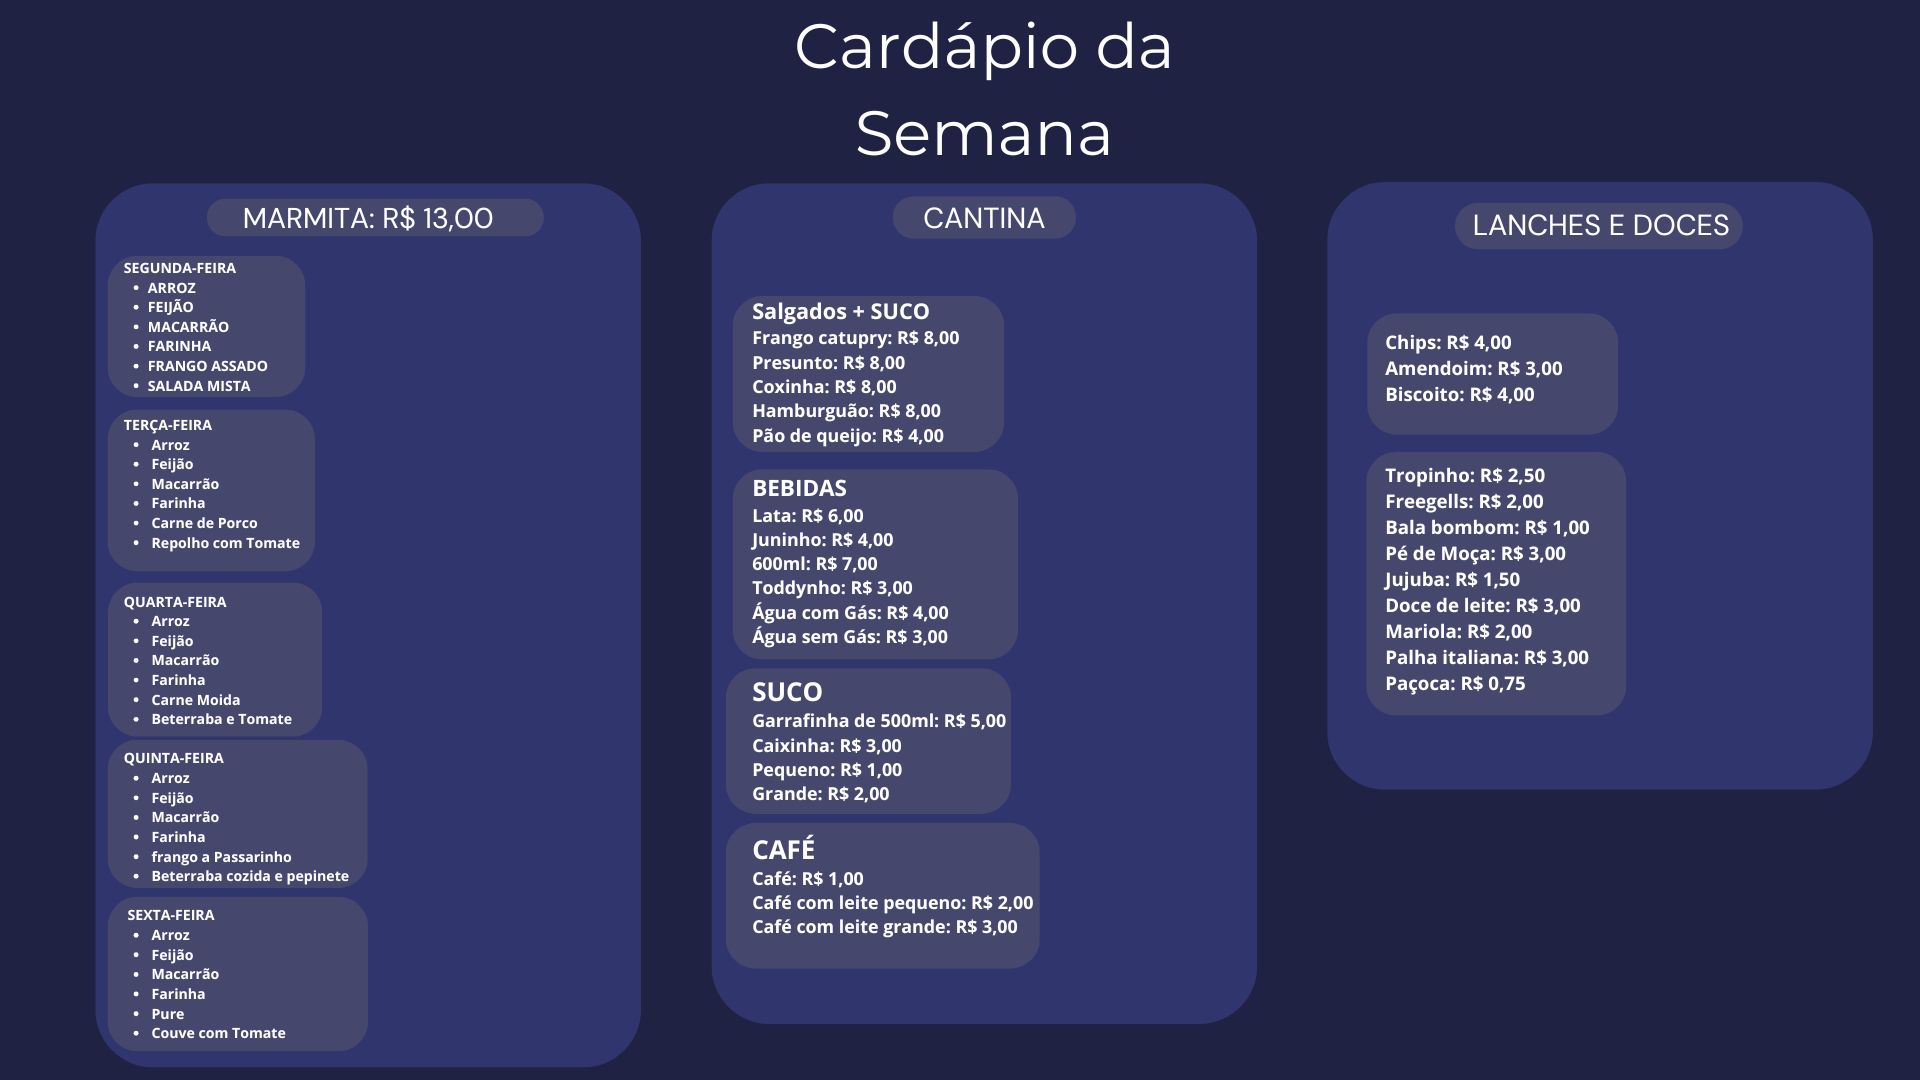 Cardápio da
Semana
MARMITA: R$ 13,00
SEGUNDA-FEIRA
• ARROZ
• FEIJÃO
• MACARRÃO
• FARINHA
• FRANGO ASSADO
• SALADA MISTA
TERÇA-FEIRA
• Arroz
• Feijão
• Macarrão
• Farinha
• Carne de Porco
• Repolho com Tomate
QUARTA-FEIRA
• Arroz
• Feijão
• Macarrão
• Farinha
• Carne Moida
• Beterraba e Tomate
QUINTA-FEIRA
• Arroz
• Feijão
• Macarrão
• Farinha
• frango a Passarinho
• Beterraba cozida e pepinete
SEXTA-FEIRA
• Arroz
• Feijão
• Macarrão
• Farinha
• Pure
• Couve com Tomate
CANTINA
Salgados + SUCO
Frango catupry: R$ 8,00
Presunto: R$ 8,00
Coxinha: R$ 8,00
Hamburguão: R$ 8,00
Pão de queijo: R$ 4,00
BEBIDAS
Lata: R$ 6,00
Juninho: R$ 4,00
600ml: R$ 7,00
Toddynho: R$ 3,00
Água com Gás: R$ 4,00
Água sem Gás: R$ 3,00
SUCO
Garrafinha de 500ml: R$ 5,00
Caixinha: R$ 3,00
Pequeno: R$ 1,00
Grande: R$ 2,00
CAFÉ
Café: R$ 1,00
Café com leite pequeno: R$ 2,00
Café com leite grande: R$ 3,00
LANCHES E DOCES
Chips: R$ 4,00
Amendoim: R$ 3,00
Biscoito: R$ 4,00
Tropinho: R$ 2,50
Freegells: R$ 2,00
Bala bombom: R$ 1,00
Pé de Moça: R$ 3,00
Jujuba: R$ 1,50
Doce de leite: R$ 3,00
Mariola: R$ 2,00
Palha italiana: R$ 3,00
Paçoca: R$ 0,75